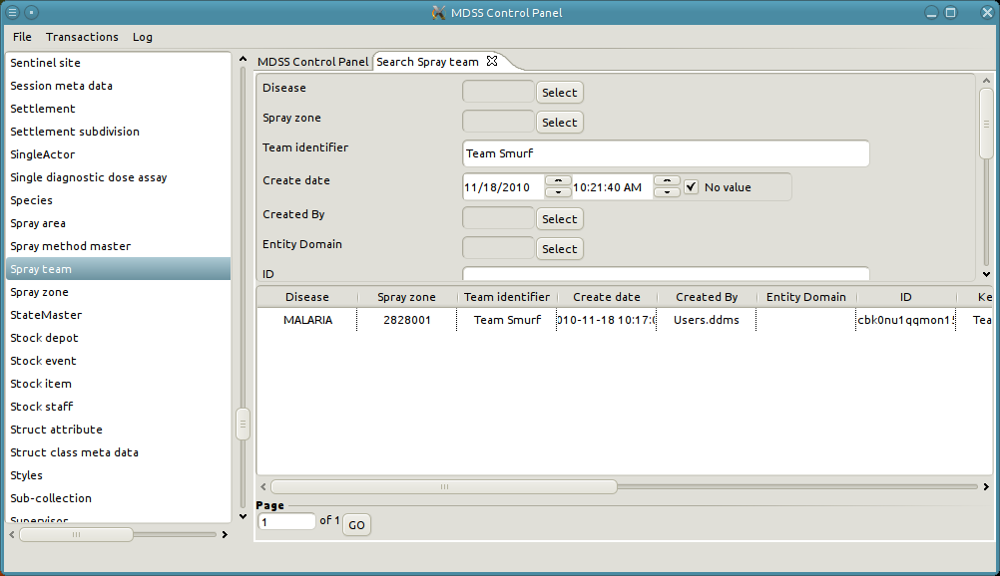 MDSS Control Panel
File Transactions Log
Sentinel site
Session meta data
Settlement
Settlement subdivision
SingleActor
Single diagnostic dose assay
Species
Spray area
Spray method master
Spray team
Spray zone
StateMaster
Stock depot
Stock event
Stock item
Stock staff
Struct attribute
Struct class meta data
Styles
Sub-collection
Supervisor
MDSS Control Panel Search Spray team
Disease Select
Spray zone Select
Team identifier Team Smurf
Create date 11/18/2010 10:21:40 AM No value
Created By Select
Entity Domain Select
ID
Disease Spray zone Team identifier Create date Created By Entity Domain ID Ke
MALARIA 2828001 Team Smurf 010-11-18 10:17:0 Users.ddms cbk0nu1qqmon15 Tea
Page
1 of 1 GO